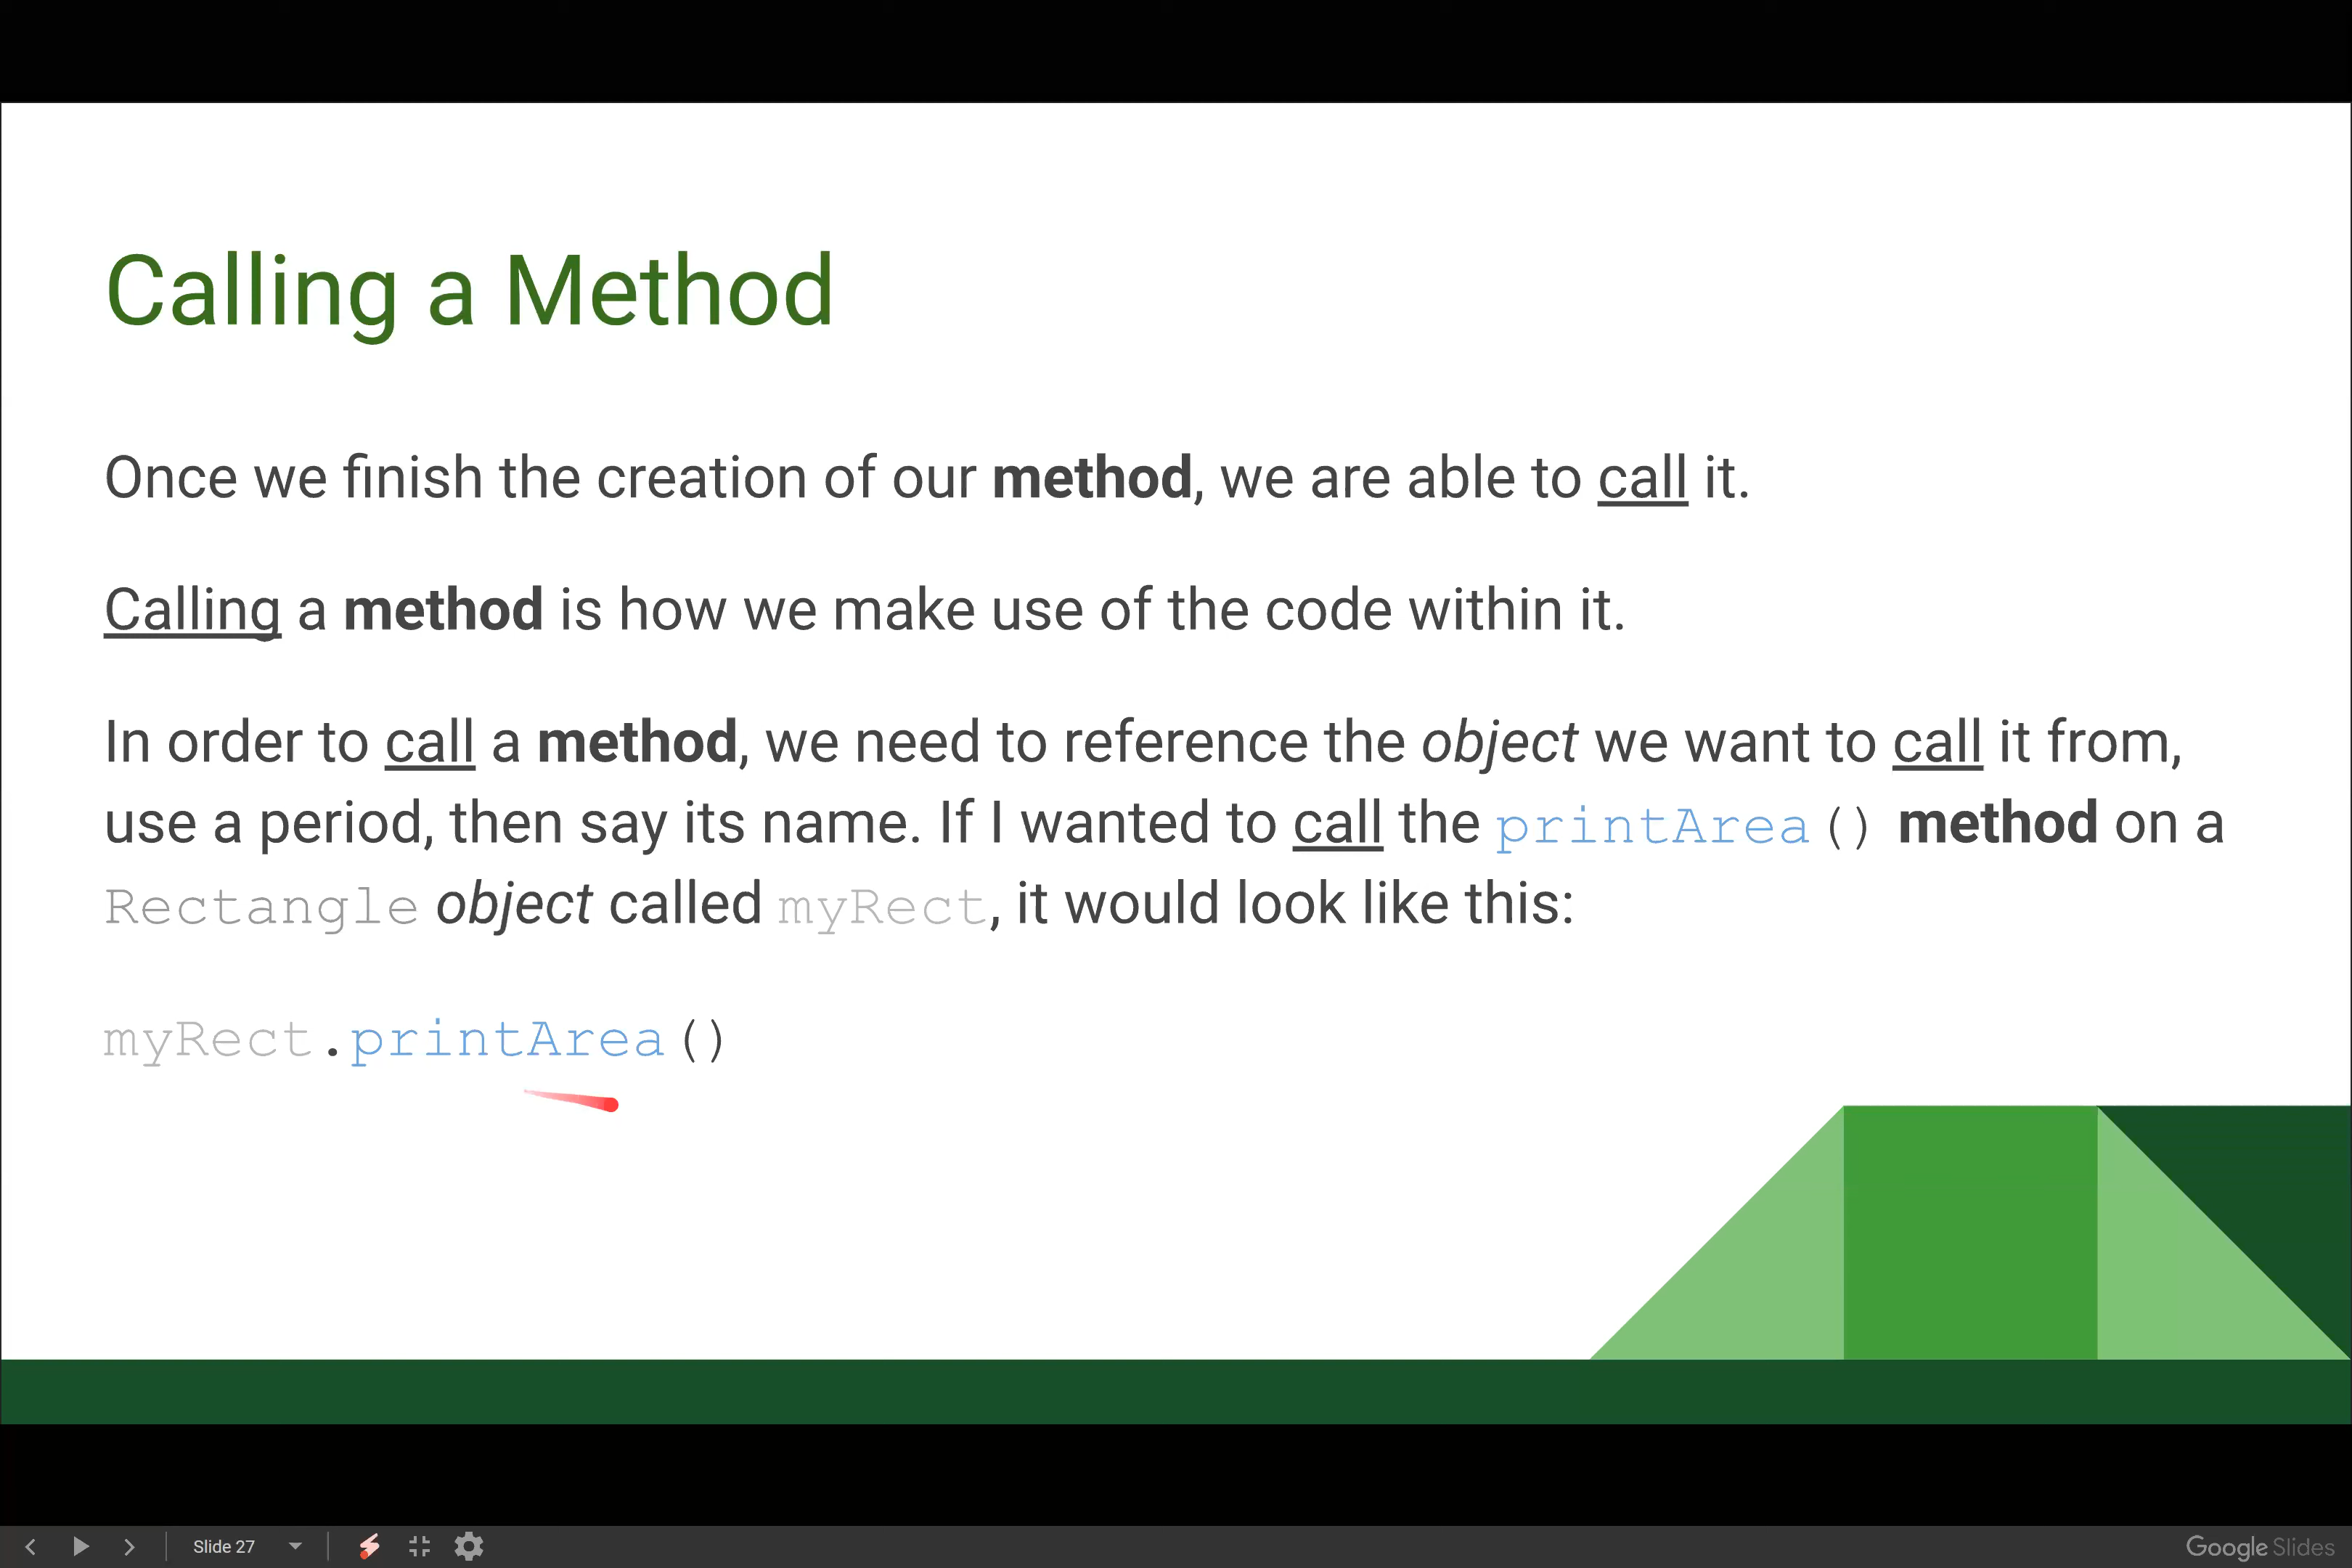 Calling a Method
Once we finish the creation of our method, we are able to call it.
Calling a method is how we make use of the code within it.
In order to call a method, we need to reference the object we want to call it from,
use a period, then say its name. If I wanted to call the printArea() method on a
Rectangle object called myRect, it would look like this:
myRect.printArea()
Slide 27
Google Slides